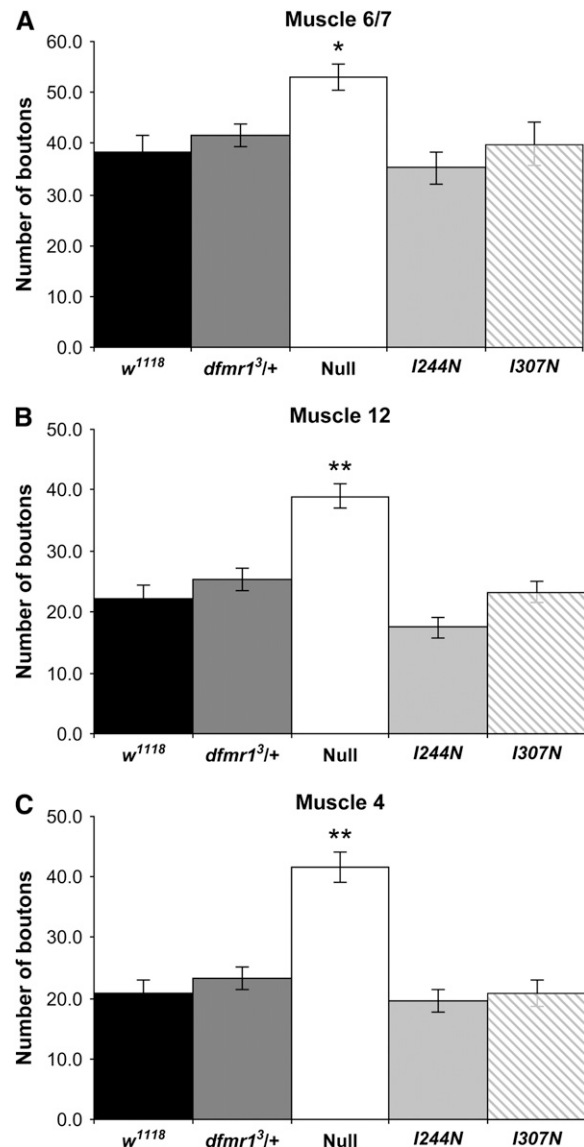 A
Muscle 6/7
Number of boutons
60.0
50.0
40.0
30.0
20.0
10.0
0.0
*
w¹¹¹⁸ dfmr1³/+ Null I244N I307N
B
Muscle 12
Number of boutons
50.0
40.0
30.0
20.0
10.0
0.0
**
w¹¹¹⁸ dfmr1³/+ Null I244N I307N
C
Muscle 4
Number of boutons
50.0
40.0
30.0
20.0
10.0
0.0
**
w¹¹¹⁸ dfmr1³/+ Null I244N I307N